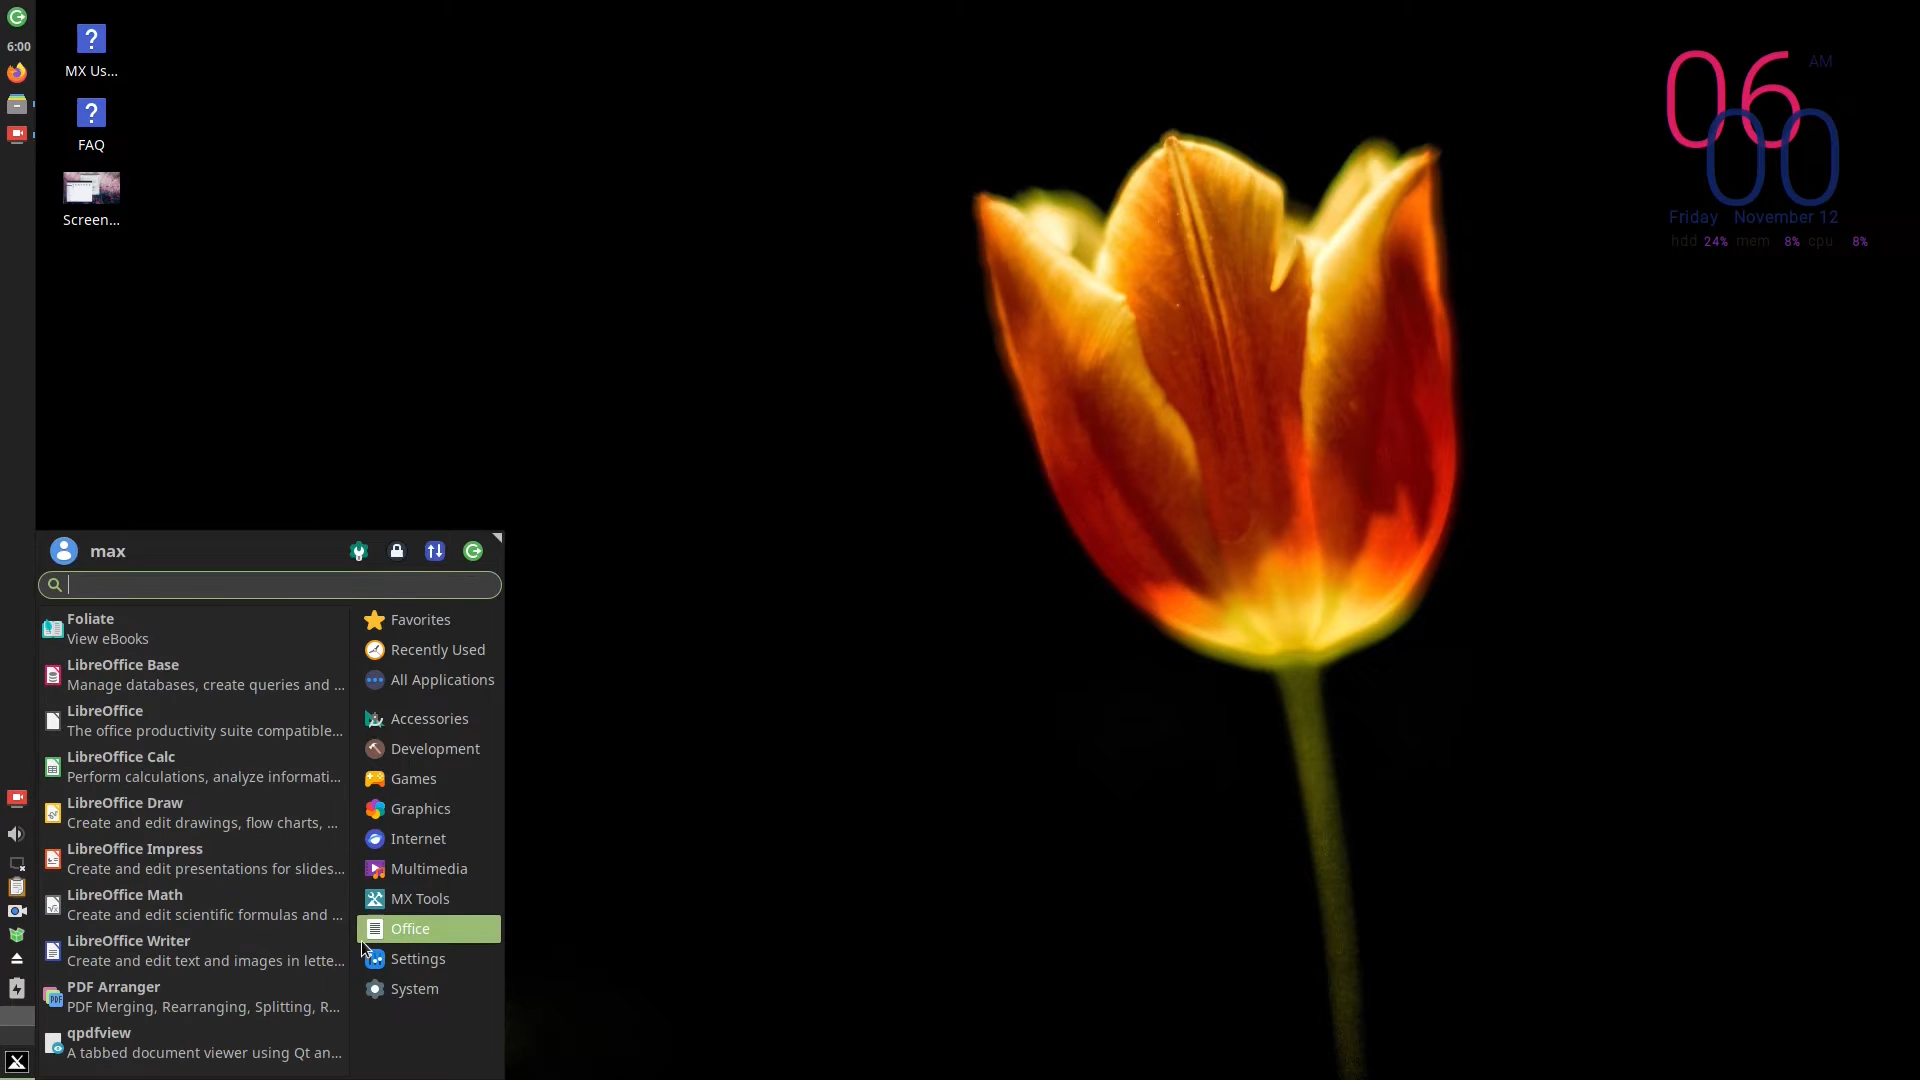 6:00
MX Us...
?
FAQ
?
Screen...
06
AM
00
Friday November 12
hdd 24% mem 8% cpu 8%
max
Foliate
View eBooks
LibreOffice Base
Manage databases, create queries and ...
LibreOffice
The office productivity suite compatible...
LibreOffice Calc
Perform calculations, analyze informati...
LibreOffice Draw
Create and edit drawings, flow charts, ...
LibreOffice Impress
Create and edit presentations for slides...
LibreOffice Math
Create and edit scientific formulas and ...
LibreOffice Writer
Create and edit text and images in lette...
PDF Arranger
PDF Merging, Rearranging, Splitting, R...
qpdfview
A tabbed document viewer using Qt an...
Favorites
Recently Used
All Applications
Accessories
Development
Games
Graphics
Internet
Multimedia
MX Tools
Office
Settings
System